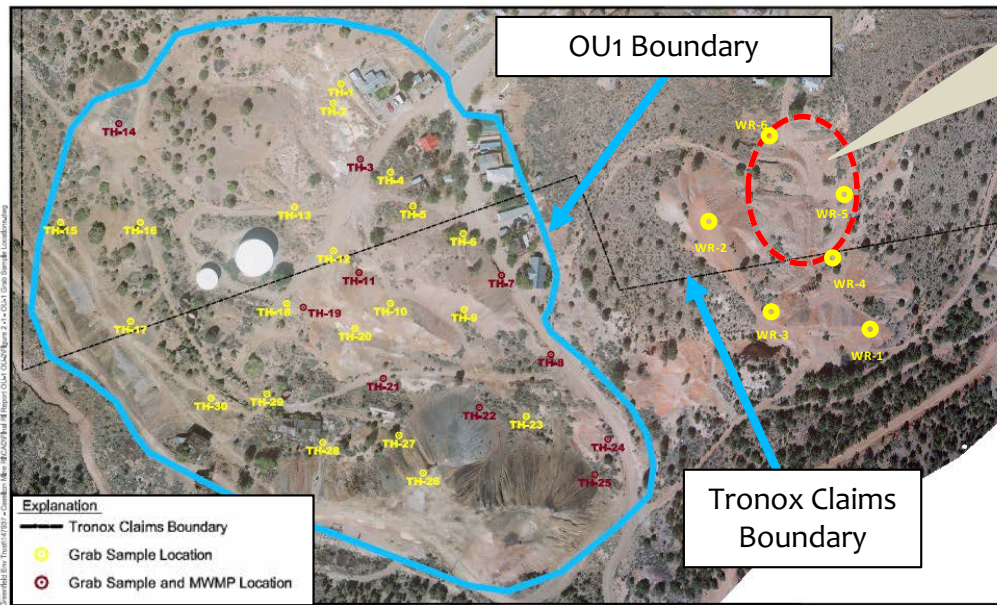 OU1 Boundary
TH-1
TH-2
TH-14
TH-3
TH-4
TH-5
TH-13
TH-15
TH-16
TH-6
TH-12
TH-11
TH-7
TH-18
TH-19
TH-10
TH-9
TH-17
TH-20
TH-8
TH-21
TH-30
TH-29
TH-22
TH-23
TH-27
TH-28
TH-24
TH-26
TH-25
WR-6
WR-5
WR-2
WR-4
WR-3
WR-1
Tronox Claims
Boundary
Explanation
Tronox Claims Boundary
Grab Sample Location
Grab Sample and MWMP Location